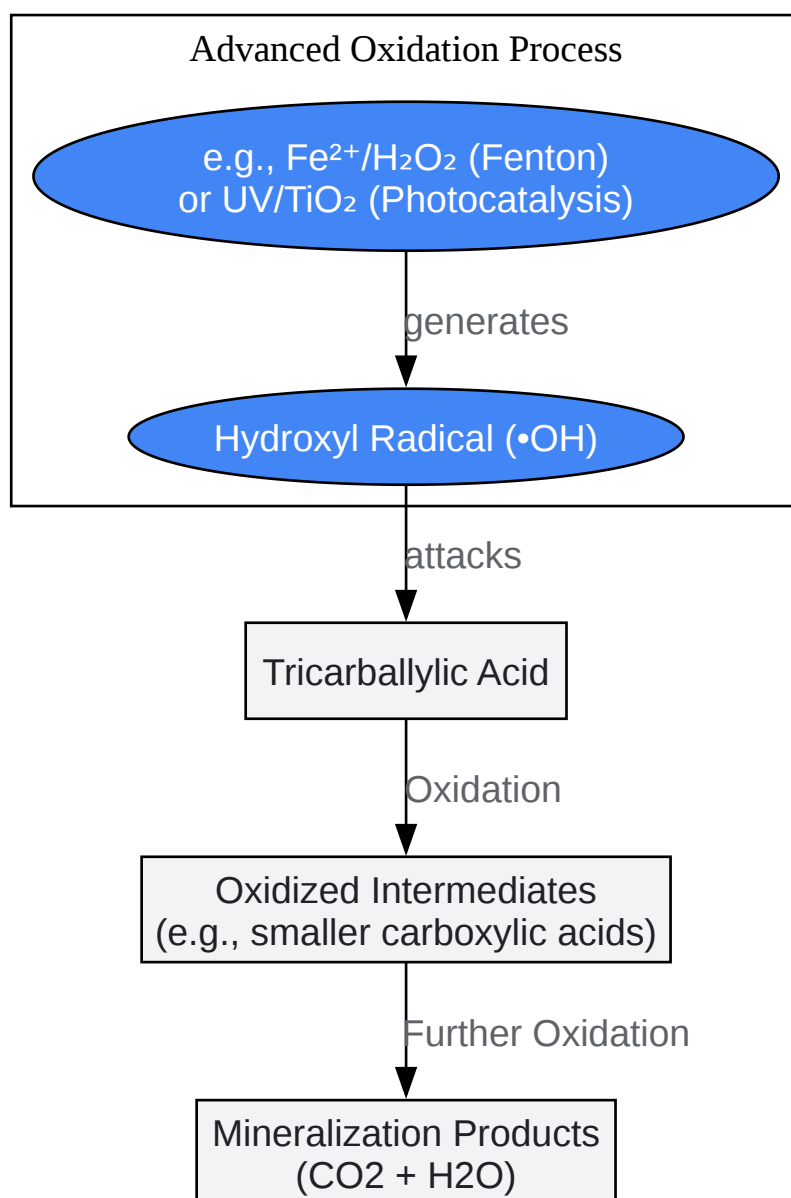 Advanced Oxidation Process
e.g., Fe²⁺/H₂O₂ (Fenton)
or UV/TiO₂ (Photocatalysis)
generates
Hydroxyl Radical (•OH)
attacks
Tricarballylic Acid
Oxidation
Oxidized Intermediates
(e.g., smaller carboxylic acids)
Further Oxidation
Mineralization Products
(CO2 + H2O)